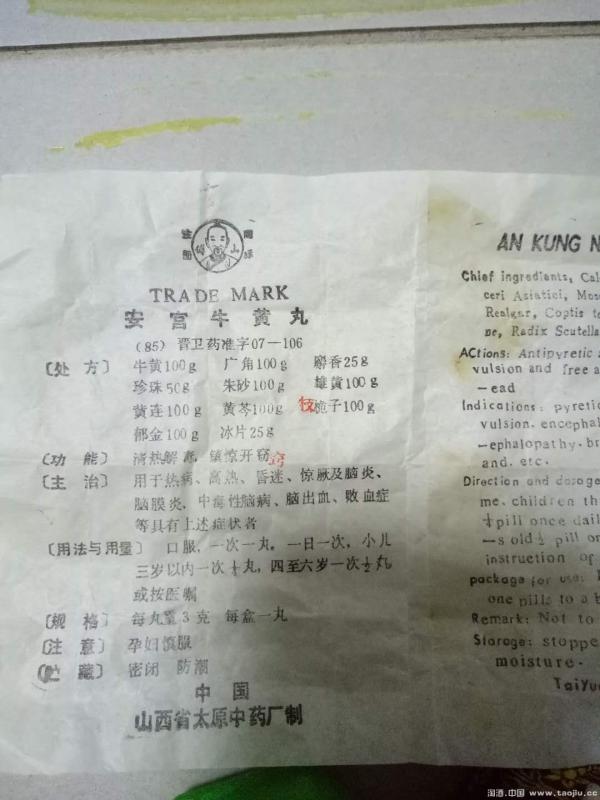 注册
商标
TRADE MARK
安宫牛黄丸
(85) 晋卫药准字07—106
〔处 方〕 牛黄100g 广角100g 麝香25g
珍珠50g 朱砂100g 雄黄100g
黄连100g 黄芩100g 栀子100g
郁金100g 冰片25g
〔功 能〕 清热解毒,镇惊开窍
〔主 治〕 用于热病、高热、昏迷、惊厥及脑炎、
脑膜炎,中毒性脑病、脑出血、败血症
等具有上述症状者
〔用法与用量〕 口服,一次一丸,一日一次,小儿
三岁以内一次¼丸,四至六岁一次½丸
或按医嘱
〔规 格〕 每丸重3克 每盒一丸
〔注 意〕 孕妇慎服
〔贮 藏〕 密闭 防潮
中国
山西省太原中药厂制
AN KUNG N
Chief ingredients, Cal
ceri Asiatici, Mos
Realgar, Coptis te
ne, Radix Scutella
Actions: Antipyretic a
vulsion and free a
—ead
Indications: pyretic
vulsion. encephal
—ephalopathy. br
and. etc.
Direction and dosage
me. children th
¼ pill once dail
—s old ½ pill or
instruction of
package for use:
one pills to a b
Remark: Not to
Storage: stoppe
moisture.
TaiYua
淘酒.中国 www.taojiu.cc